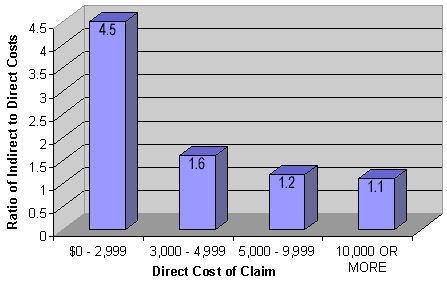 Ratio of Indirect to Direct Costs
4.5
4
3.5
3
2.5
2
1.5
1
0.5
0
4.5
1.6
1.2
1.1
$0 - 2,999
3,000 - 4,999
5,000 - 9,999
10,000 OR
MORE
Direct Cost of Claim